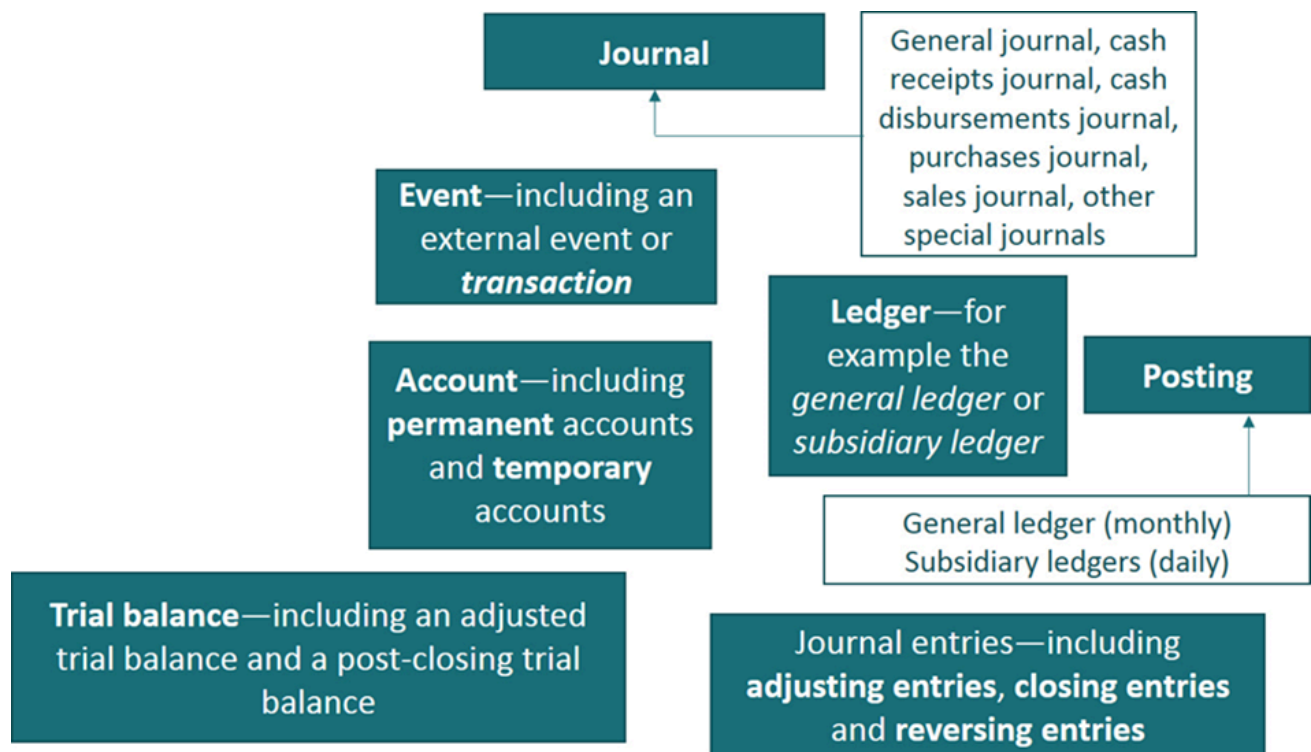 Journal
General journal, cash
receipts journal, cash
disbursements journal,
purchases journal,
sales journal, other
special journals
Event—including an
external event or
transaction
Ledger—for
example the
general ledger or
subsidiary ledger
Posting
Account—including
permanent accounts
and temporary
accounts
General ledger (monthly)
Subsidiary ledgers (daily)
Trial balance—including an adjusted
trial balance and a post-closing trial
balance
Journal entries—including
adjusting entries, closing entries
and reversing entries